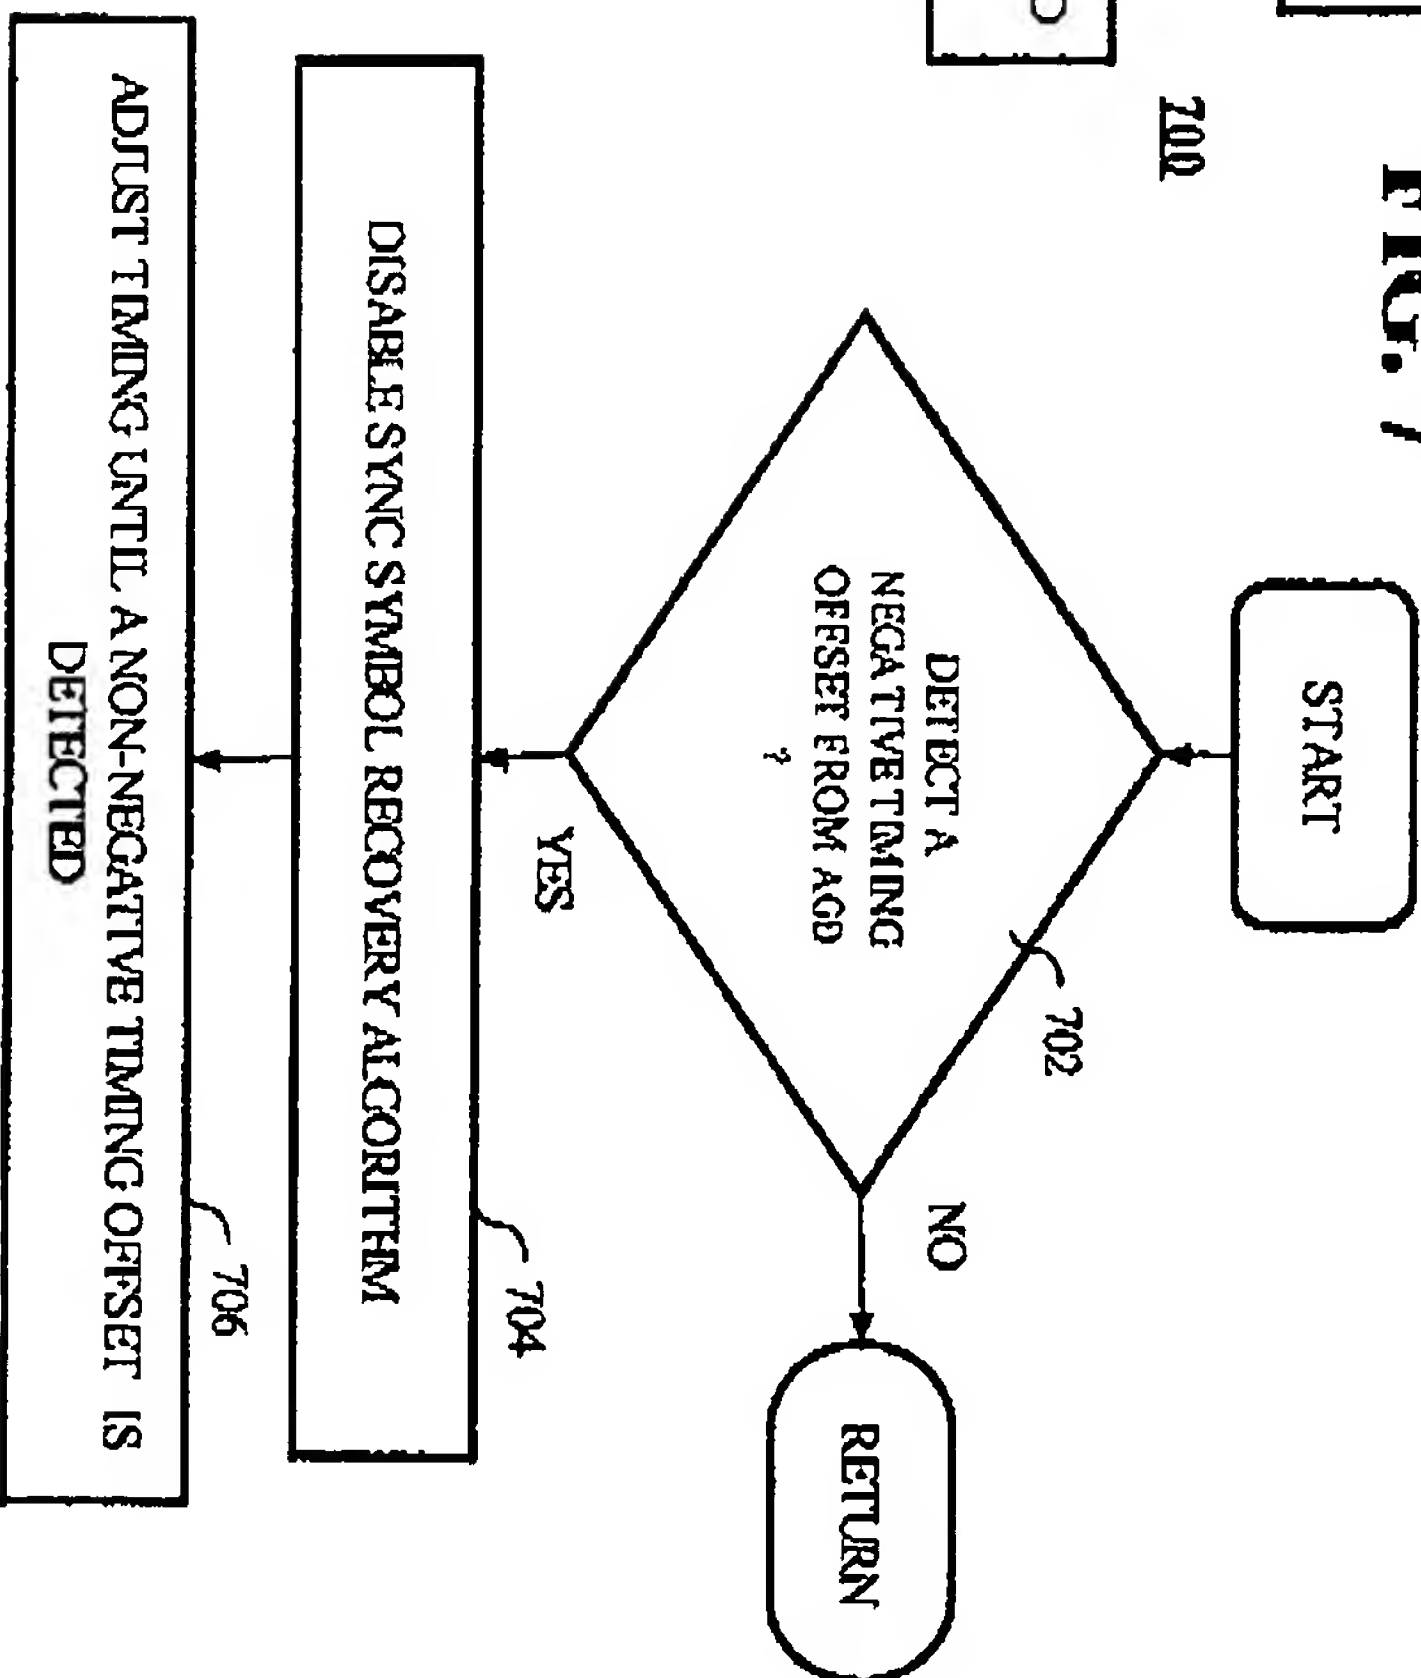 FIG. 7
700
START
DETECT A
NEGATIVE TIMING
OFFSET FROM AGD
?
702
NO
RETURN
YES
DISABLE SYNC SYMBOL RECOVERY ALGORITHM
704
ADJUST TIMING UNTIL A NON-NEGATIVE TIMING OFFSET IS
DETECTED
706